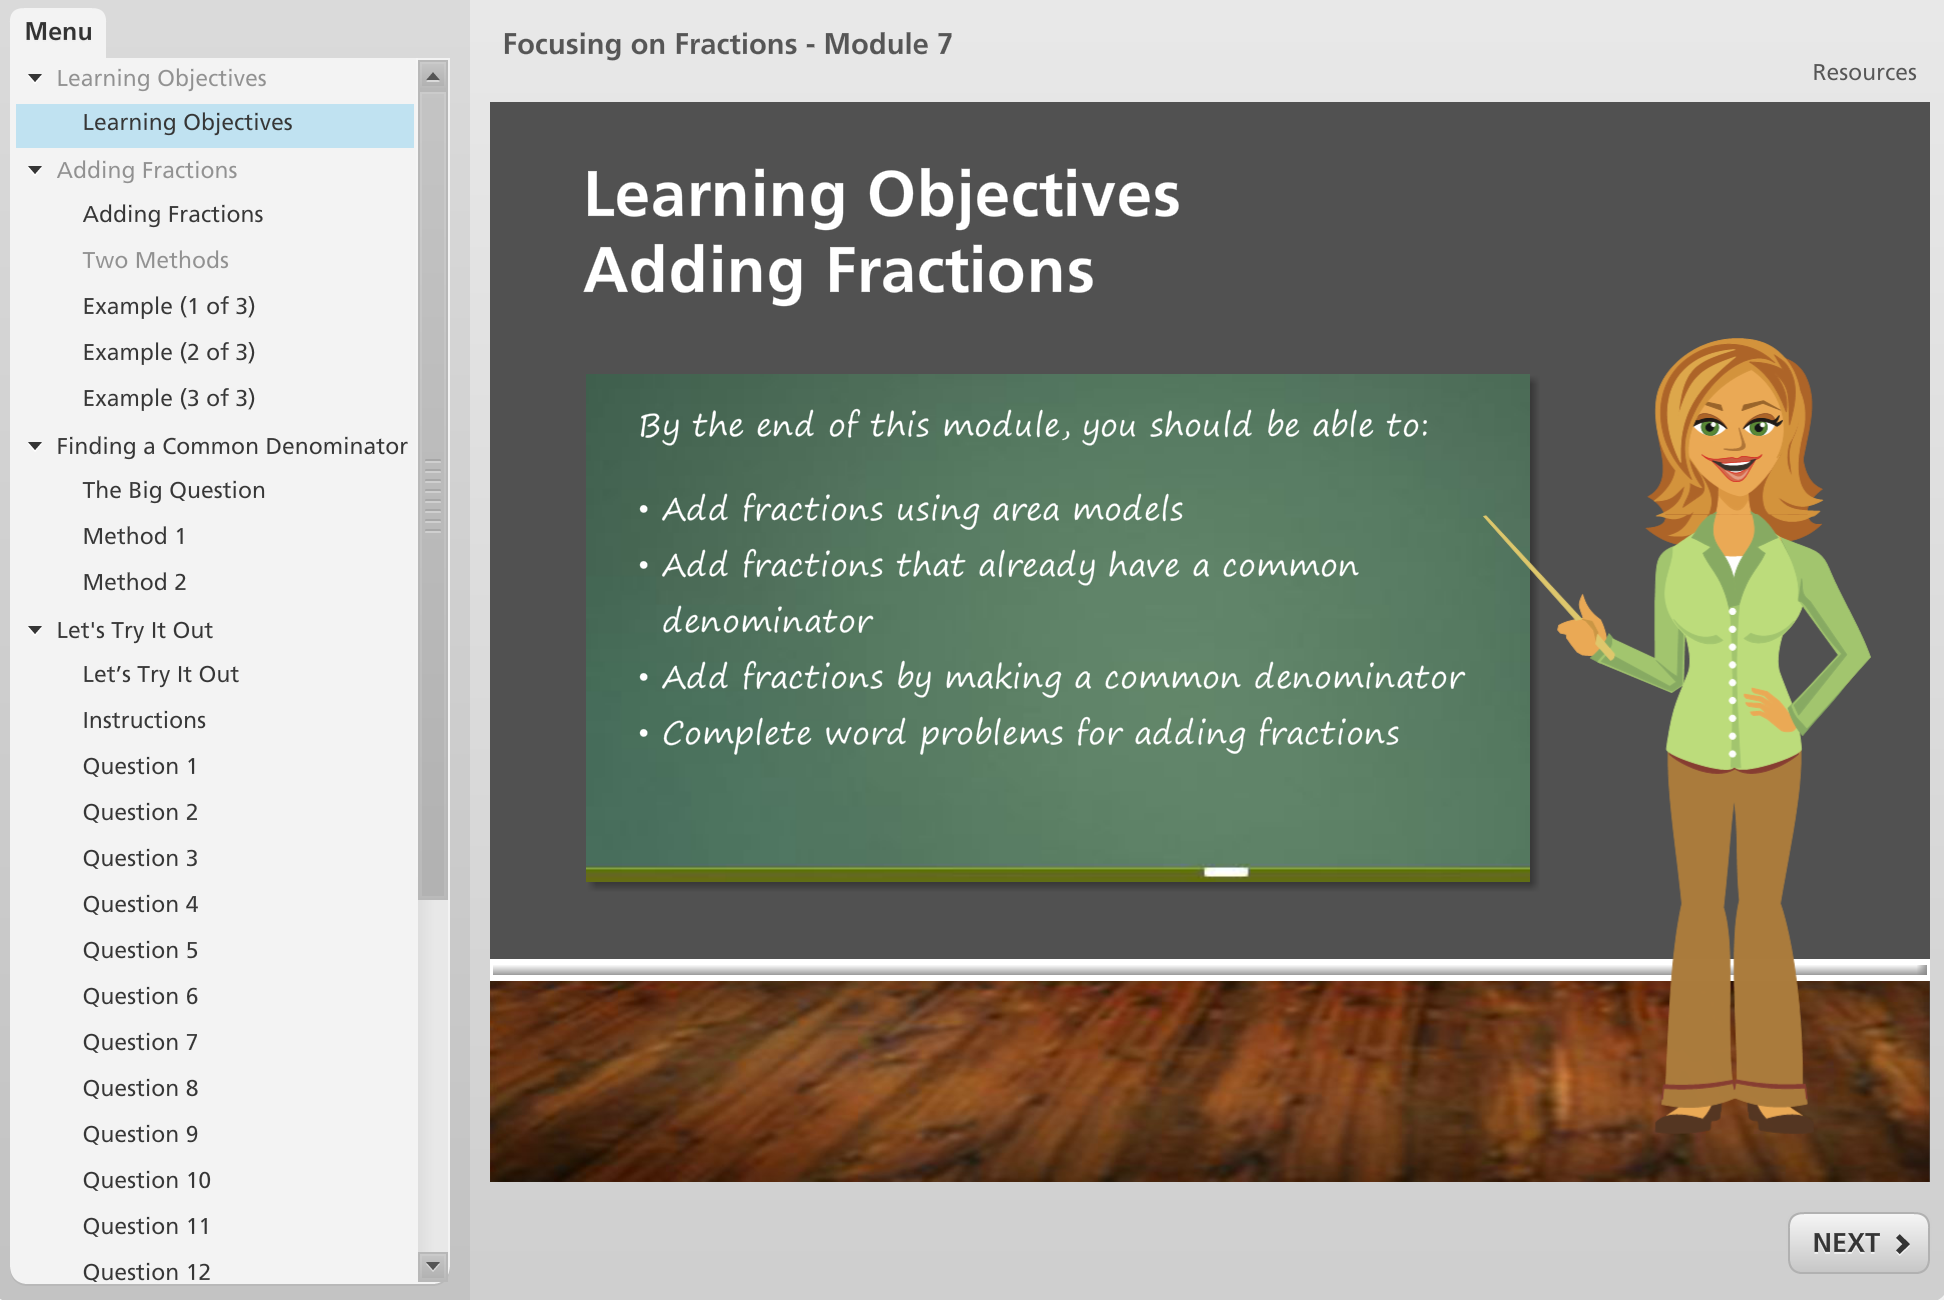 Menu
Learning Objectives
Learning Objectives
Adding Fractions
Adding Fractions
Two Methods
Example (1 of 3)
Example (2 of 3)
Example (3 of 3)
Finding a Common Denominator
The Big Question
Method 1
Method 2
Let's Try It Out
Let’s Try It Out
Instructions
Question 1
Question 2
Question 3
Question 4
Question 5
Question 6
Question 7
Question 8
Question 9
Question 10
Question 11
Question 12
Focusing on Fractions - Module 7
Resources
Learning Objectives
Adding Fractions
By the end of this module, you should be able to:
• Add fractions using area models
• Add fractions that already have a common
denominator
• Add fractions by making a common denominator
• Complete word problems for adding fractions
NEXT